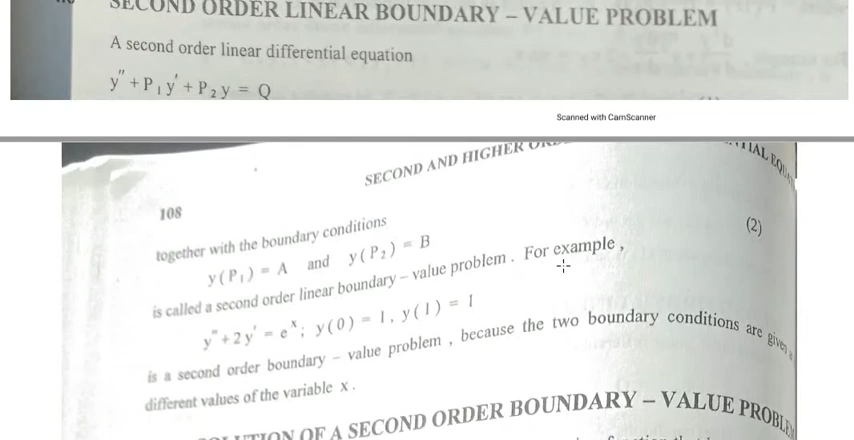 SECOND ORDER LINEAR BOUNDARY – VALUE PROBLEM
A second order linear differential equation
y" + P₁ y' + P₂ y = Q
Scanned with CamScanner
SECOND AND HIGHER
108
together with the boundary conditions
(2)
y(P₁) = A and y(P₂) = B
is called a second order linear boundary – value problem. For example,
y" + 2y' = eˣ; y(0) = 1, y(1) = 1
is a second order boundary – value problem, because the two boundary conditions are given
different values of the variable x.
OF A SECOND ORDER BOUNDARY – VALUE